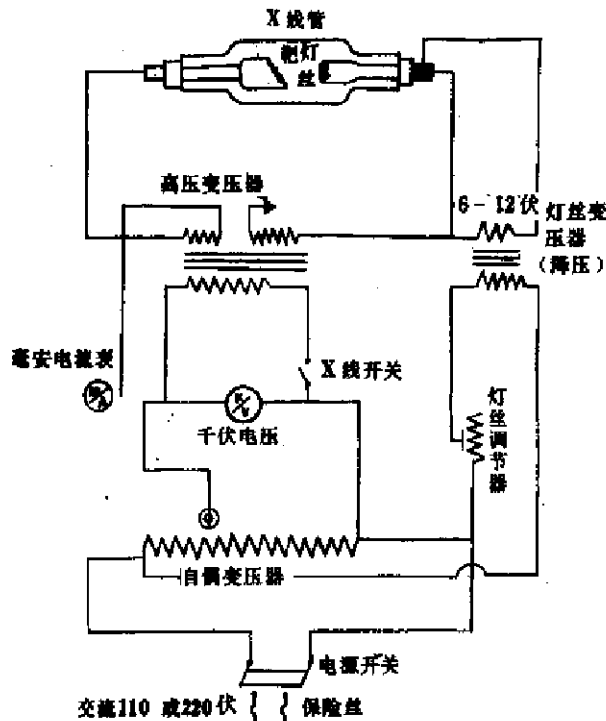 X 线管
靶灯
丝
高压变压器
6-12伏
灯丝变
压器
（降压）
毫安电流表
M/A
X 线开关
K/V
千伏电压
灯丝调节器
自偶变压器
电源开关
交流110 或220伏
保险丝